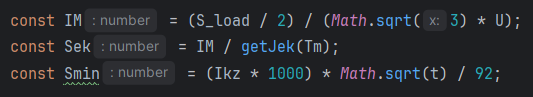 const IM : number = (S_load / 2) / (Math.sqrt( x: 3) * U);
const Sek : number = IM / getJek(Tm);
const Smin : number = (Ikz * 1000) * Math.sqrt(t) / 92;